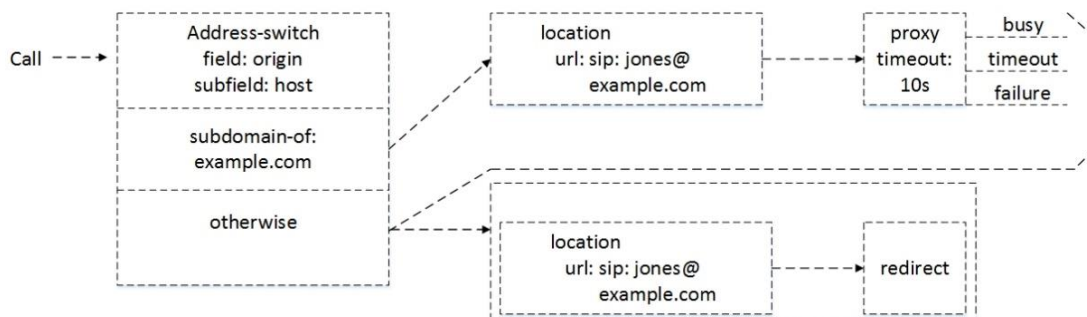 Call
Address-switch
field: origin
subfield: host
subdomain-of:
example.com
otherwise
location
url: sip: jones@
example.com
proxy
timeout:
10s
busy
timeout
failure
location
url: sip: jones@
example.com
redirect